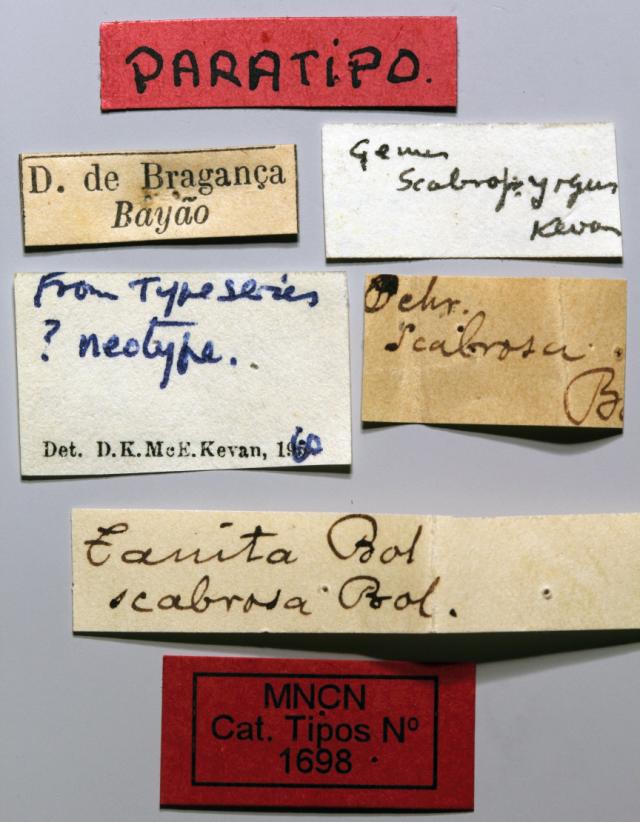 PARATIPO.
D. de Bragança
Bayão
Genus
Scabropyrgus
Kevan
From Type series
? neotype.
Det. D.K.McE.Kevan, 1960
Ochr.
scabrosa
B.
Tanita Bol
scabrosa Bol.
MNCN
Cat. Tipos Nº
1698